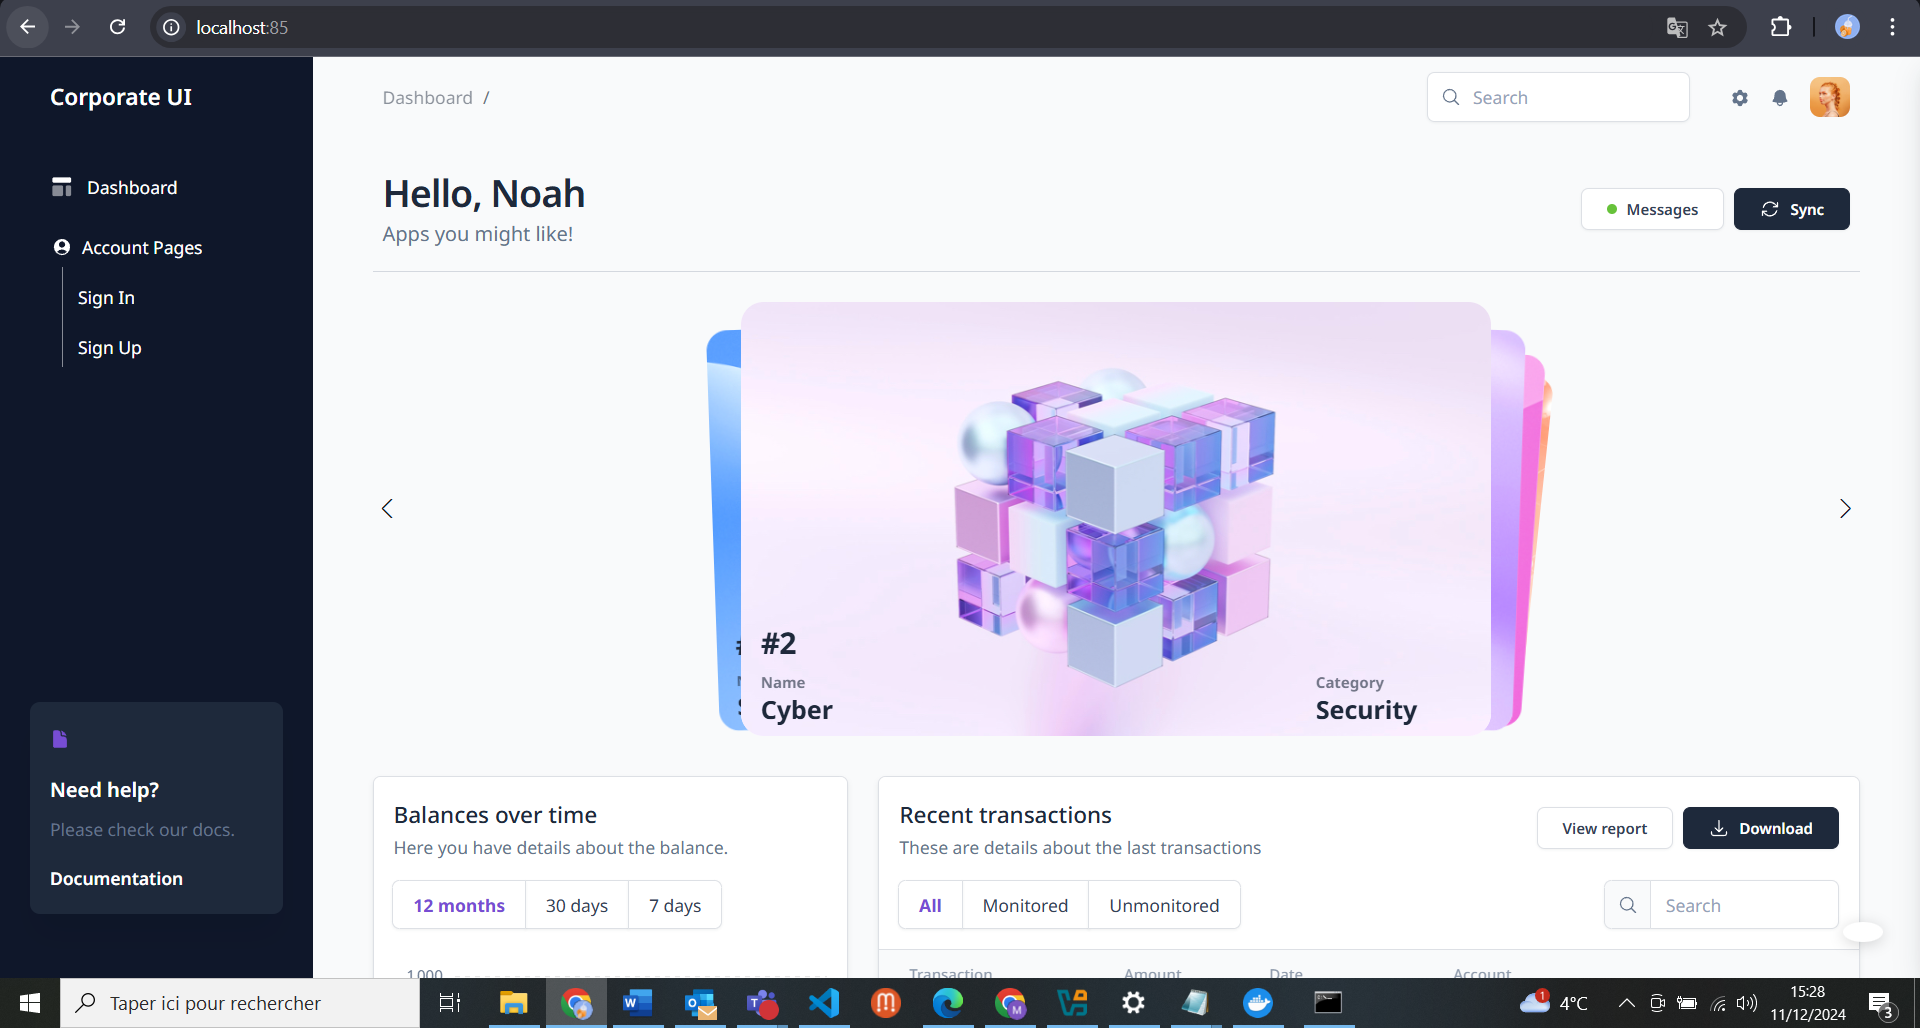 localhost:85
Corporate UI
Dashboard /
Search
Dashboard
Account Pages
Sign In
Sign Up
Hello, Noah
Apps you might like!
Messages
Sync
#2
Name
Cyber
Category
Security
Need help?
Please check our docs.
Documentation
Balances over time
Here you have details about the balance.
12 months 30 days 7 days
1,000
Recent transactions
These are details about the last transactions
View report
Download
All Monitored Unmonitored
Search
Transaction Amount Date Account
Taper ici pour rechercher
1
4°C
15:28
11/12/2024
3